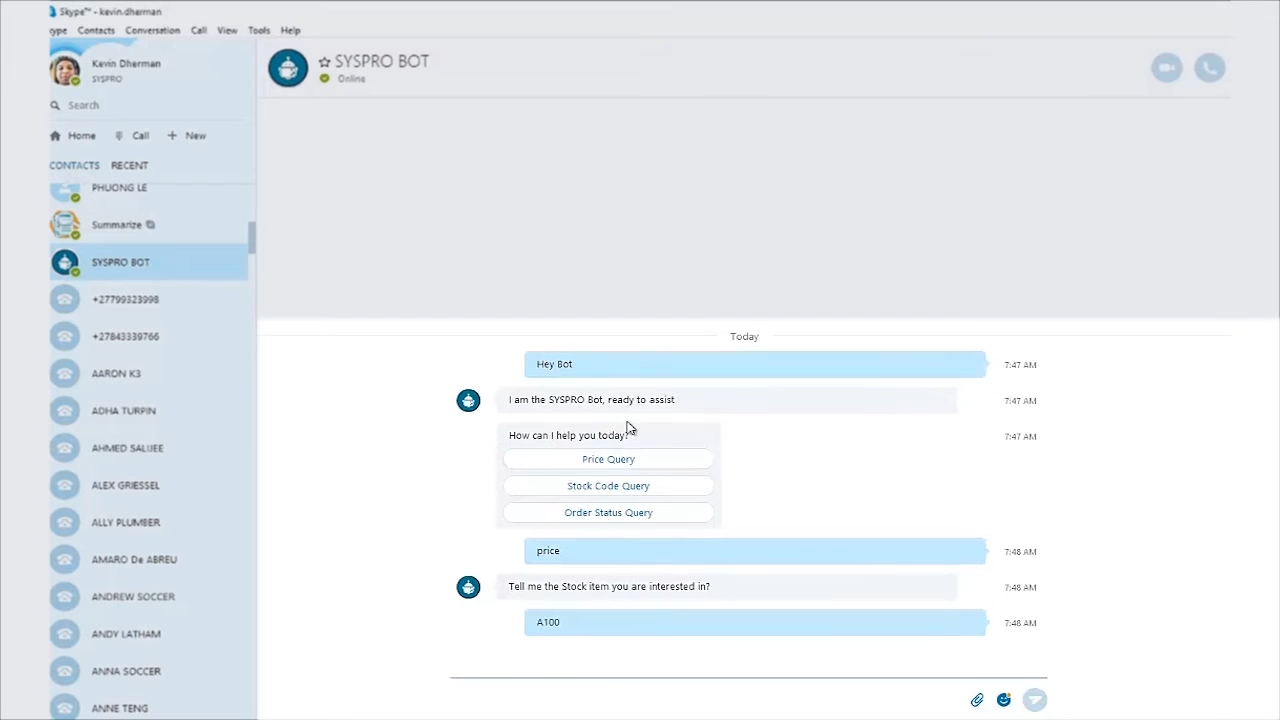 Skype™ - kevin.dherman
ype Contacts Conversation Call View Tools Help
Kevin Dherman
SYSPRO
Search
Home Call New
CONTACTS RECENT
PHUONG LE
Summarize
SYSPRO BOT
+27799323998
+27843339766
AARON K3
ADHA TURPIN
AHMED SALIJEE
ALEX GRIESSEL
ALLY PLUMBER
AMARO De ABREU
ANDREW SOCCER
ANDY LATHAM
ANNA SOCCER
ANNE TENG
SYSPRO BOT
Online
Today
Hey Bot 7:47 AM
I am the SYSPRO Bot, ready to assist 7:47 AM
How can I help you today? 7:47 AM
Price Query
Stock Code Query
Order Status Query
price 7:48 AM
Tell me the Stock item you are interested in? 7:48 AM
A100 7:48 AM